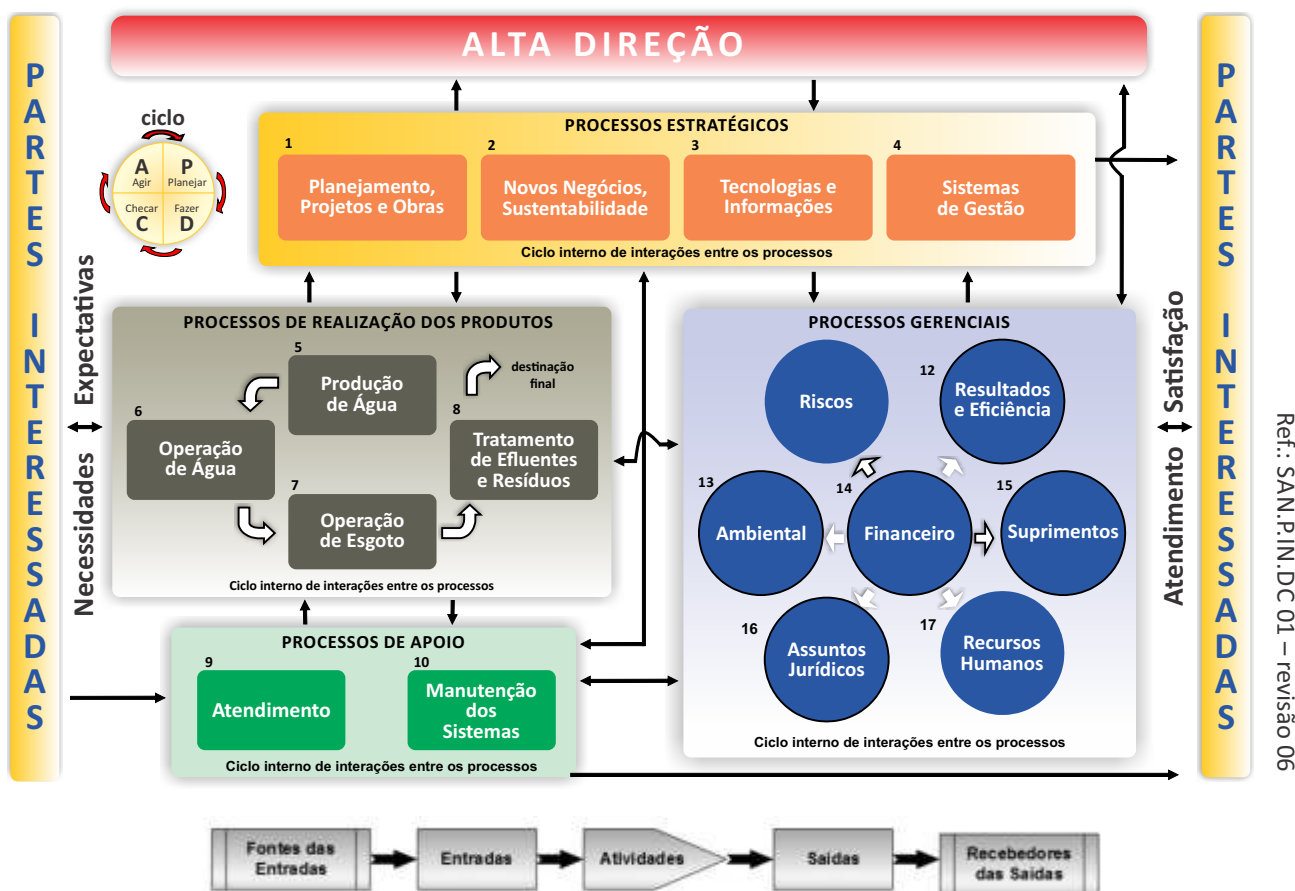 ALTA DIREÇÃO
PARTES INTERESSADAS
PARTES INTERESSADAS
ciclo
A
Agir
P
Planejar
Checar
C
Fazer
D
PROCESSOS ESTRATÉGICOS
1
Planejamento,
Projetos e Obras
2
Novos Negócios,
Sustentabilidade
3
Tecnologias e
Informações
4
Sistemas
de Gestão
Ciclo interno de interações entre os processos
Necessidades Expectativas
PROCESSOS DE REALIZAÇÃO DOS PRODUTOS
5
Produção
de Água
destinação
final
6
Operação
de Água
7
Operação
de Esgoto
8
Tratamento
de Efluentes
e Resíduos
Ciclo interno de interações entre os processos
PROCESSOS GERENCIAIS
Riscos
12
Resultados
e Eficiência
13
Ambiental
14
Financeiro
15
Suprimentos
16
Assuntos
Jurídicos
17
Recursos
Humanos
Ciclo interno de interações entre os processos
Atendimento Satisfação
PROCESSOS DE APOIO
9
Atendimento
10
Manutenção
dos
Sistemas
Ciclo interno de interações entre os processos
Ref.: SAN.P.IN.DC 01 – revisão 06
Fontes das
Entradas
Entradas
Atividades
Saídas
Recebedores
das Saídas